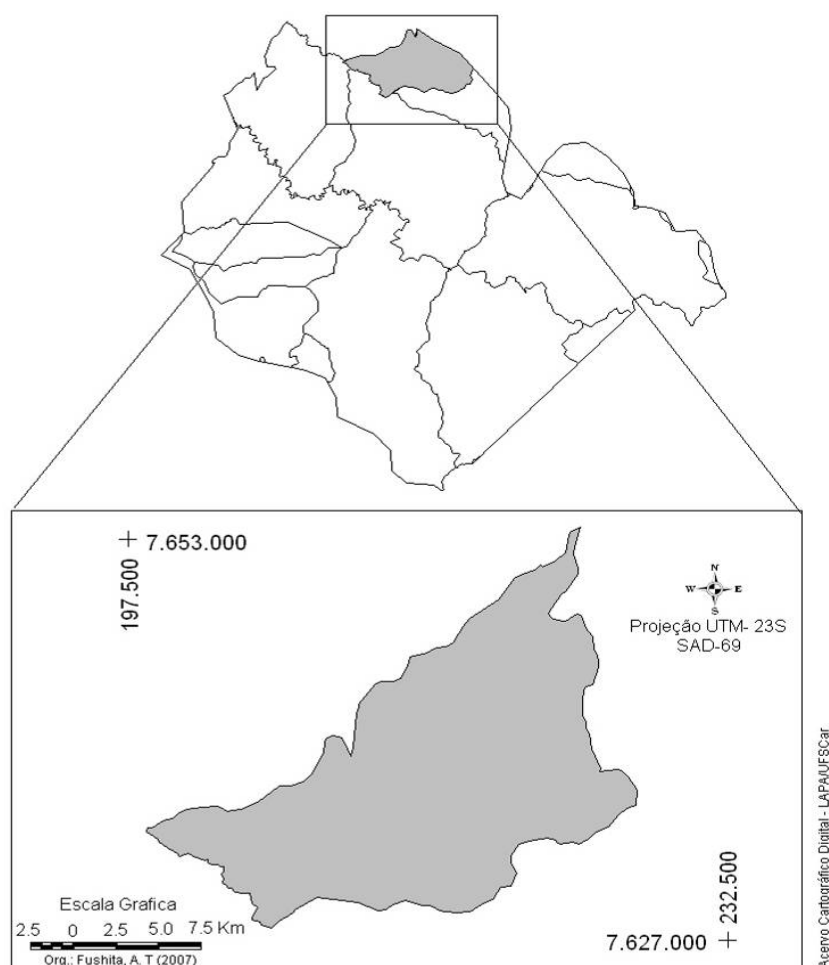 7.653.000
197.500
N
W E
S
Projeção UTM- 23S
SAD-69
Escala Grafica
2.5 0 2.5 5.0 7.5 Km
Org.: Fushita, A. T (2007)
232.500
7.627.000
Acervo Cartográfico Digital - LAPA/UFSCar